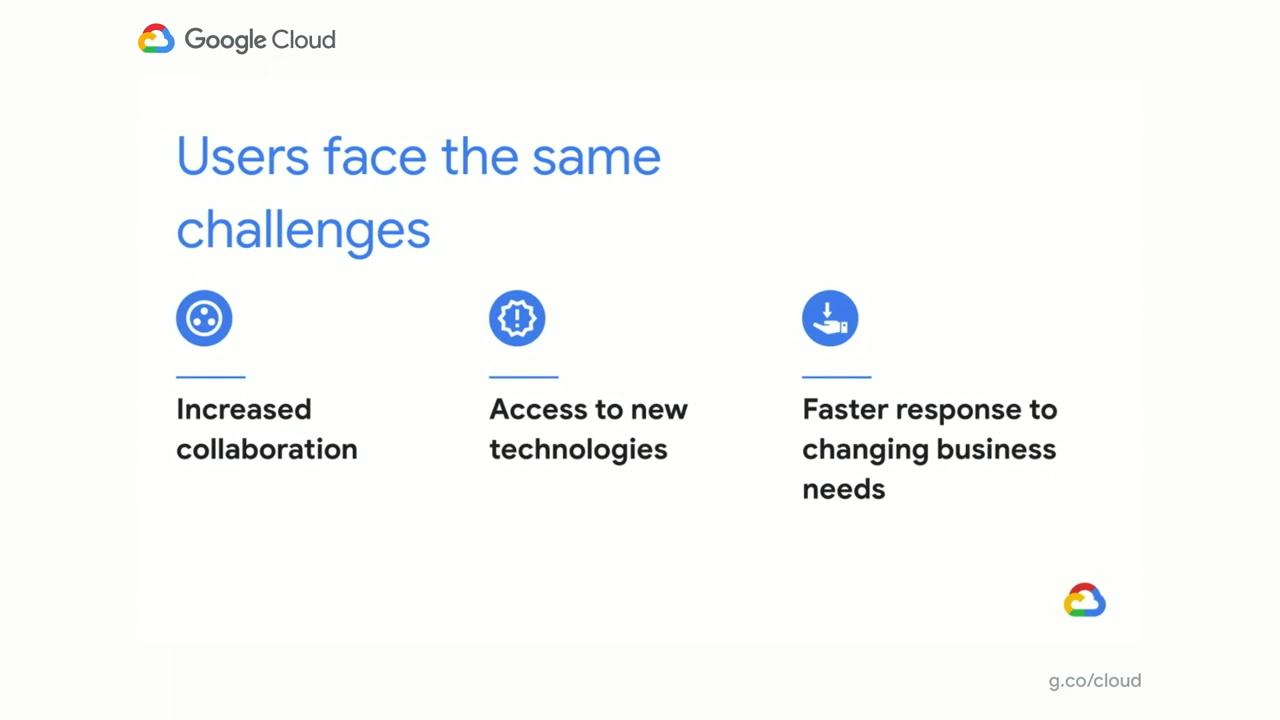 Google Cloud
Users face the same
challenges
Increased
collaboration
Access to new
technologies
Faster response to
changing business
needs
g.co/cloud